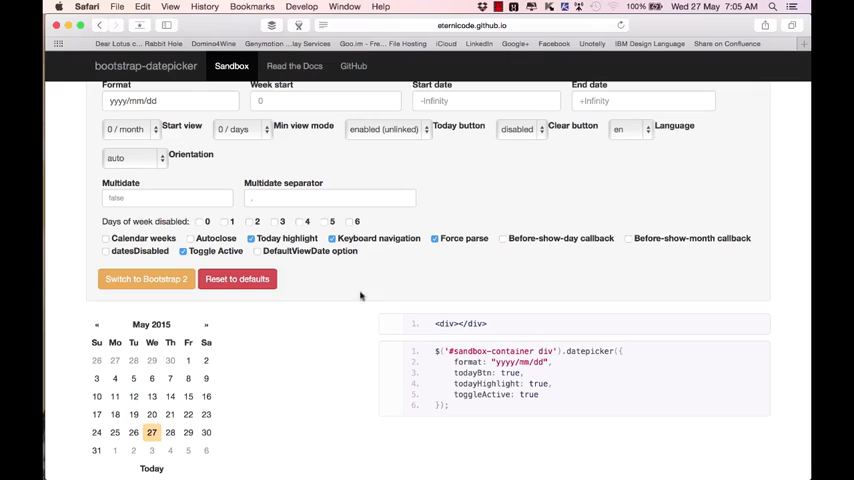 Safari File Edit View History Bookmarks Develop Window Help 100% Wed 27 May 7:05 AM
eternicode.github.io
Dear Lotus c Rabbit Hole Domino4Wine Genymotion ...lay Services Goo.im - Fre... File Hosting iCloud LinkedIn Google+ Facebook Unotelly IBM Design Language Share on Confluence
bootstrap-datepicker Sandbox Read the Docs GitHub
Format Week start Start date End date
yyyy/mm/dd 0 -Infinity +Infinity
0 / month Start view 0 / days Min view mode enabled (unlinked) Today button disabled Clear button en Language
auto Orientation
Multidate Multidate separator
false ,
Days of week disabled: 0 1 2 3 4 5 6
Calendar weeks Autoclose Today highlight Keyboard navigation Force parse Before-show-day callback Before-show-month callback
datesDisabled Toggle Active DefaultViewDate option
Switch to Bootstrap 2 Reset to defaults
« May 2015 »
Su Mo Tu We Th Fr Sa
26 27 28 29 30 1 2
3 4 5 6 7 8 9
10 11 12 13 14 15 16
17 18 19 20 21 22 23
24 25 26 27 28 29 30
31 1 2 3 4 5 6
Today
1. <div></div>
1. $('#sandbox-container div').datepicker({
2. format: "yyyy/mm/dd",
3. todayBtn: true,
4. todayHighlight: true,
5. toggleActive: true
6. });